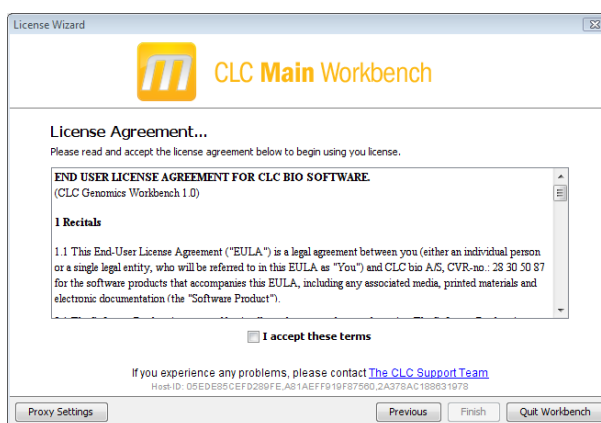 License Wizard
CLC Main Workbench
License Agreement...
Please read and accept the license agreement below to begin using you license.
END USER LICENSE AGREEMENT FOR CLC BIO SOFTWARE.
(CLC Genomics Workbench 1.0)
1 Recitals
1.1 This End-User License Agreement ("EULA") is a legal agreement between you (either an individual person
or a single legal entity, who will be referred to in this EULA as "You") and CLC bio A/S, CVR-no.: 28 30 50 87
for the software products that accompanies this EULA, including any associated media, printed materials and
electronic documentation (the "Software Product").
I accept these terms
If you experience any problems, please contact The CLC Support Team
Host-ID: 05EDE85CEFD289FE,A81AEFF919F87560,2A378AC188631978
Proxy Settings
Previous
Finish
Quit Workbench